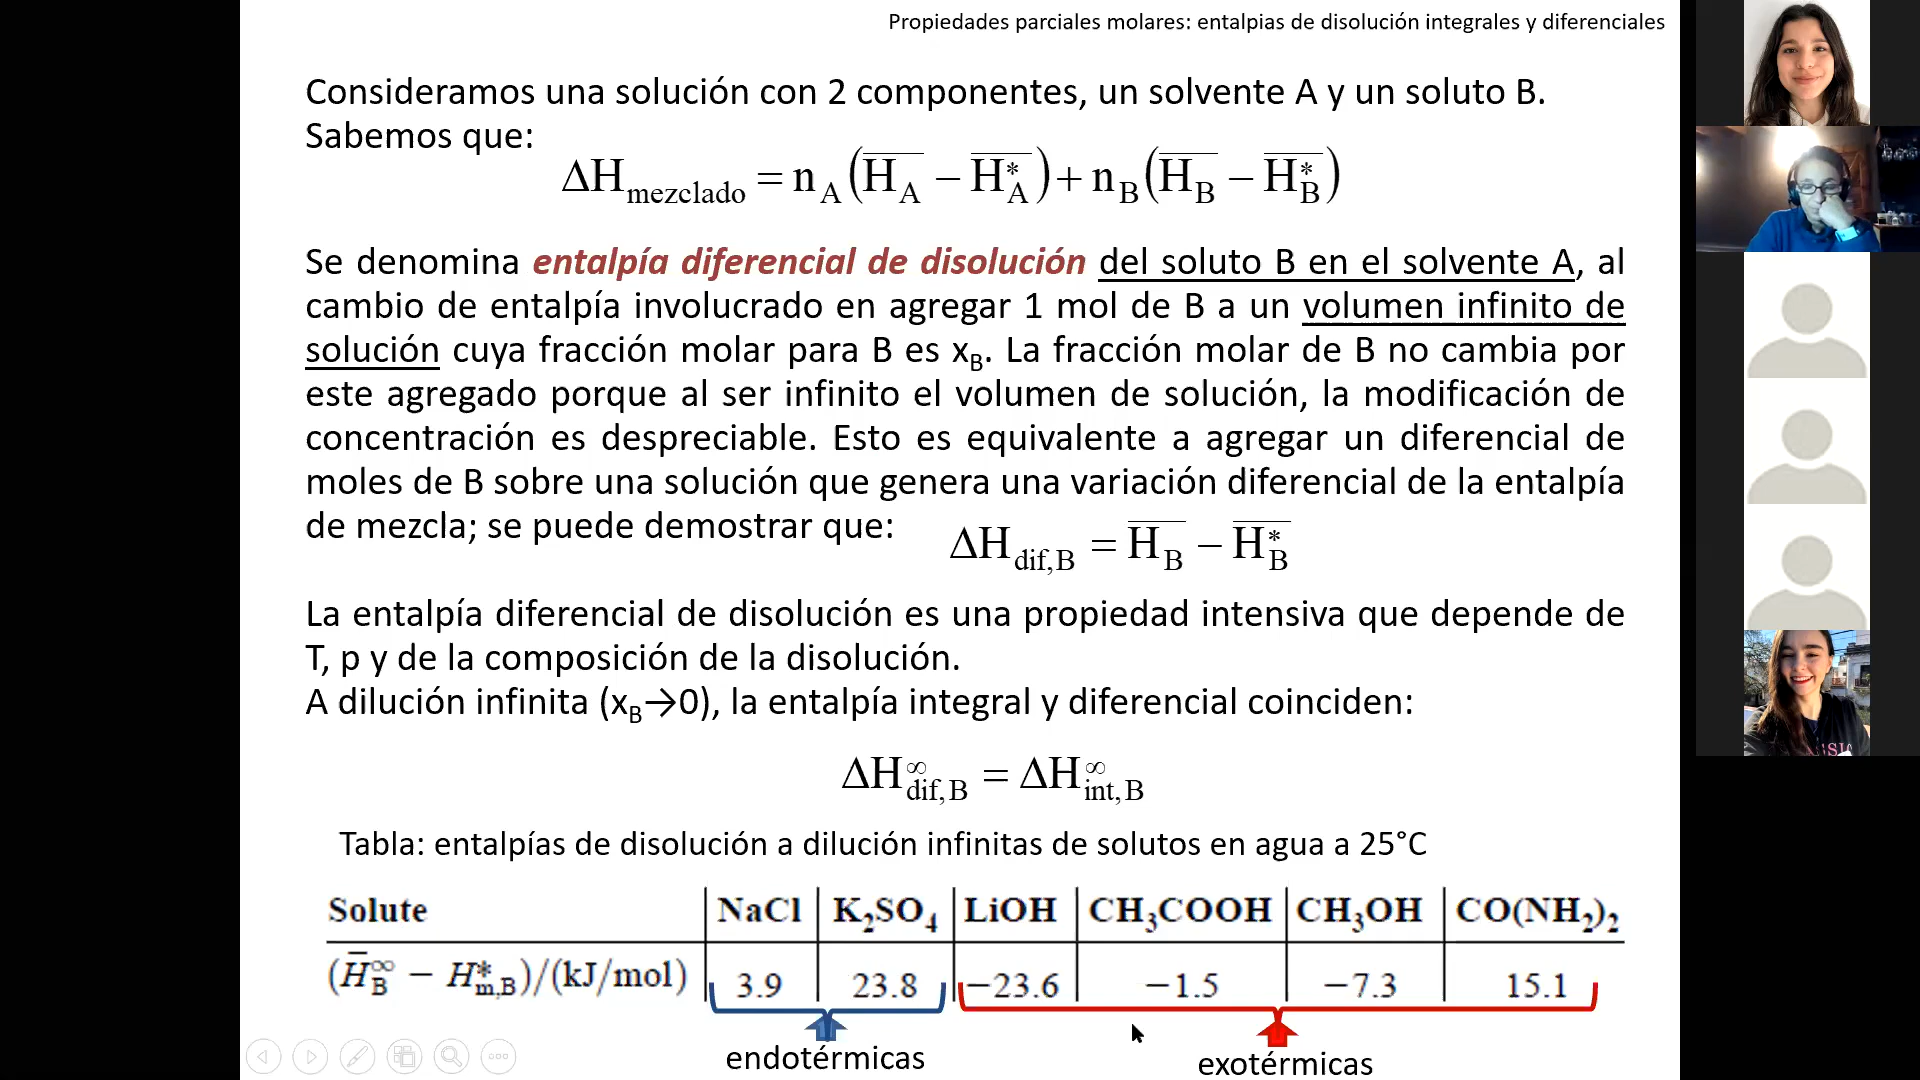 Propiedades parciales molares: entalpias de disolución integrales y diferenciales
Consideramos una solución con 2 componentes, un solvente A y un soluto B.
Sabemos que:
ΔH_mezclado = n_A (H̅_A − H̅*_A) + n_B (H̅_B − H̅*_B)
Se denomina entalpía diferencial de disolución del soluto B en el solvente A, al
cambio de entalpía involucrado en agregar 1 mol de B a un volumen infinito de
solución cuya fracción molar para B es x_B. La fracción molar de B no cambia por
este agregado porque al ser infinito el volumen de solución, la modificación de
concentración es despreciable. Esto es equivalente a agregar un diferencial de
moles de B sobre una solución que genera una variación diferencial de la entalpía
de mezcla; se puede demostrar que:
ΔH_dif,B = H̅_B − H̅*_B
La entalpía diferencial de disolución es una propiedad intensiva que depende de
T, p y de la composición de la disolución.
A dilución infinita (x_B→0), la entalpía integral y diferencial coinciden:
ΔH^∞_dif,B = ΔH^∞_int,B
Tabla: entalpías de disolución a dilución infinitas de solutos en agua a 25°C
Solute NaCl K₂SO₄ LiOH CH₃COOH CH₃OH CO(NH₂)₂
(H̅^∞_B − H*_m,B)/(kJ/mol) 3.9 23.8 −23.6 −1.5 −7.3 15.1
endotérmicas
exotérmicas